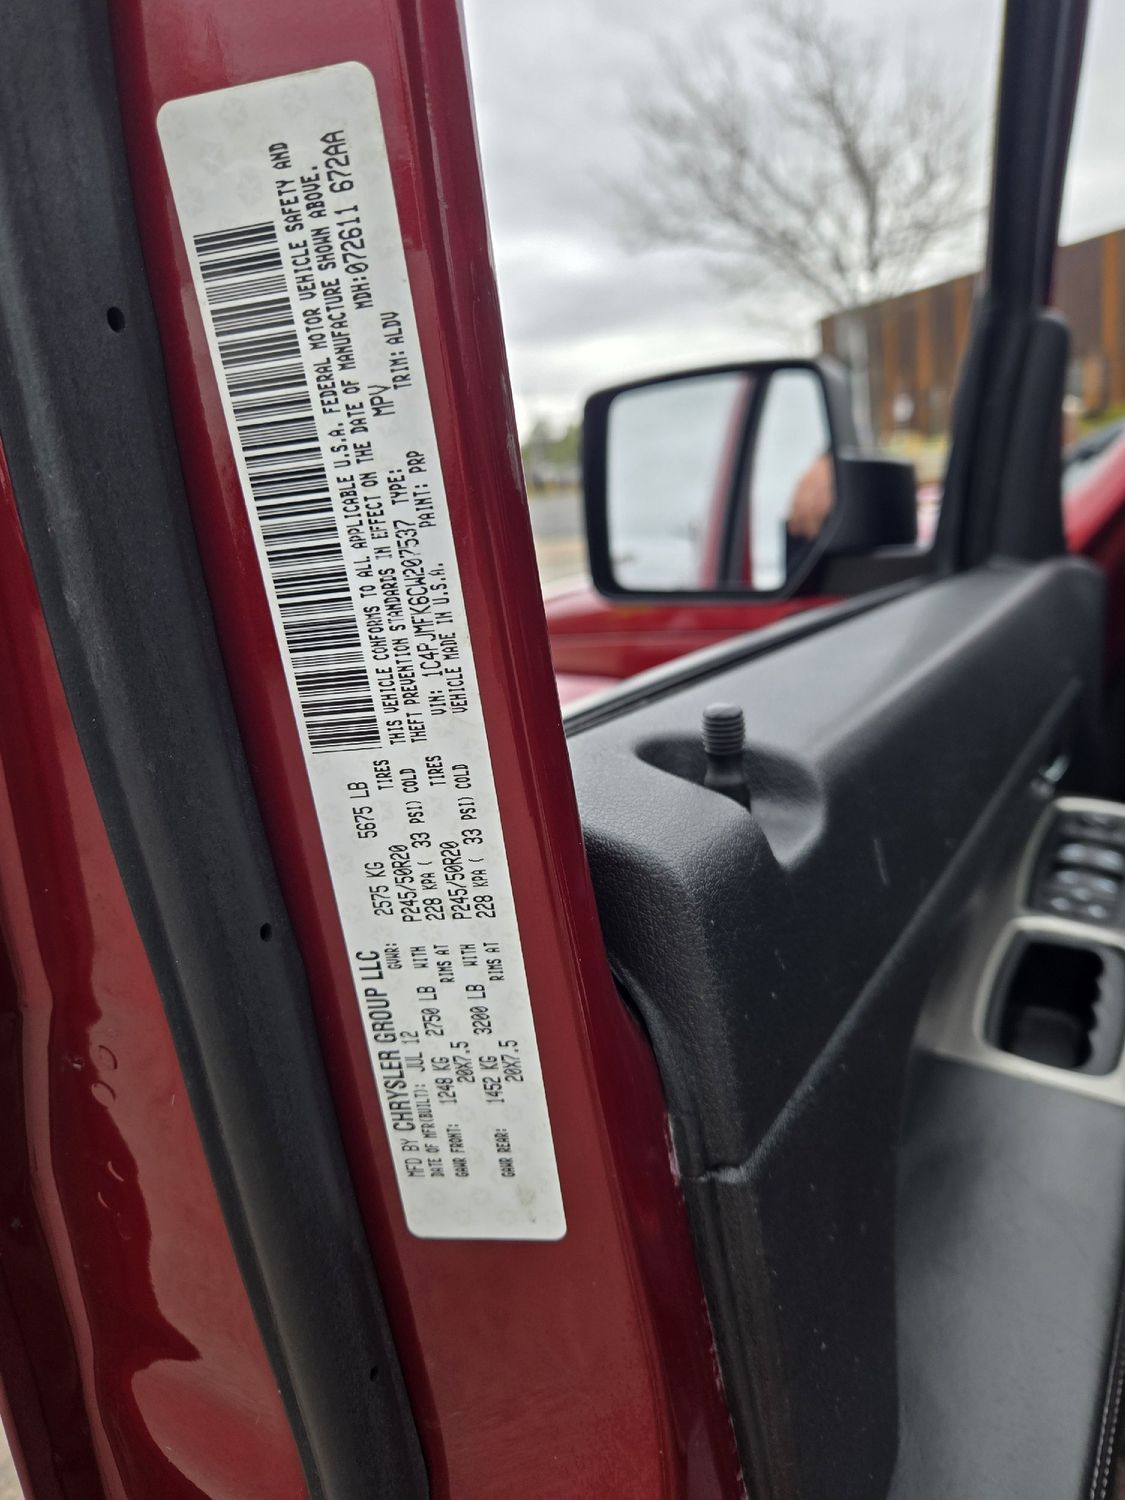 MFD BY CHRYSLER GROUP LLC
DATE OF MFR(BUILT): JUL 12 GVWR: 2575 KG 5675 LB
GAWR FRONT: 1248 KG 2750 LB WITH P245/50R20 TIRES
20X7.5 RIMS AT 228 KPA ( 33 PSI) COLD
GAWR REAR: 1452 KG 3200 LB WITH P245/50R20 TIRES
20X7.5 RIMS AT 228 KPA ( 33 PSI) COLD
THIS VEHICLE CONFORMS TO ALL APPLICABLE U.S.A. FEDERAL MOTOR VEHICLE SAFETY AND
THEFT PREVENTION STANDARDS IN EFFECT ON THE DATE OF MANUFACTURE SHOWN ABOVE.
VIN: 1C4PJMFK6CW207537 TYPE: MPV MDH:072611 672AA
VEHICLE MADE IN U.S.A. PAINT: PRP TRIM: ALDV